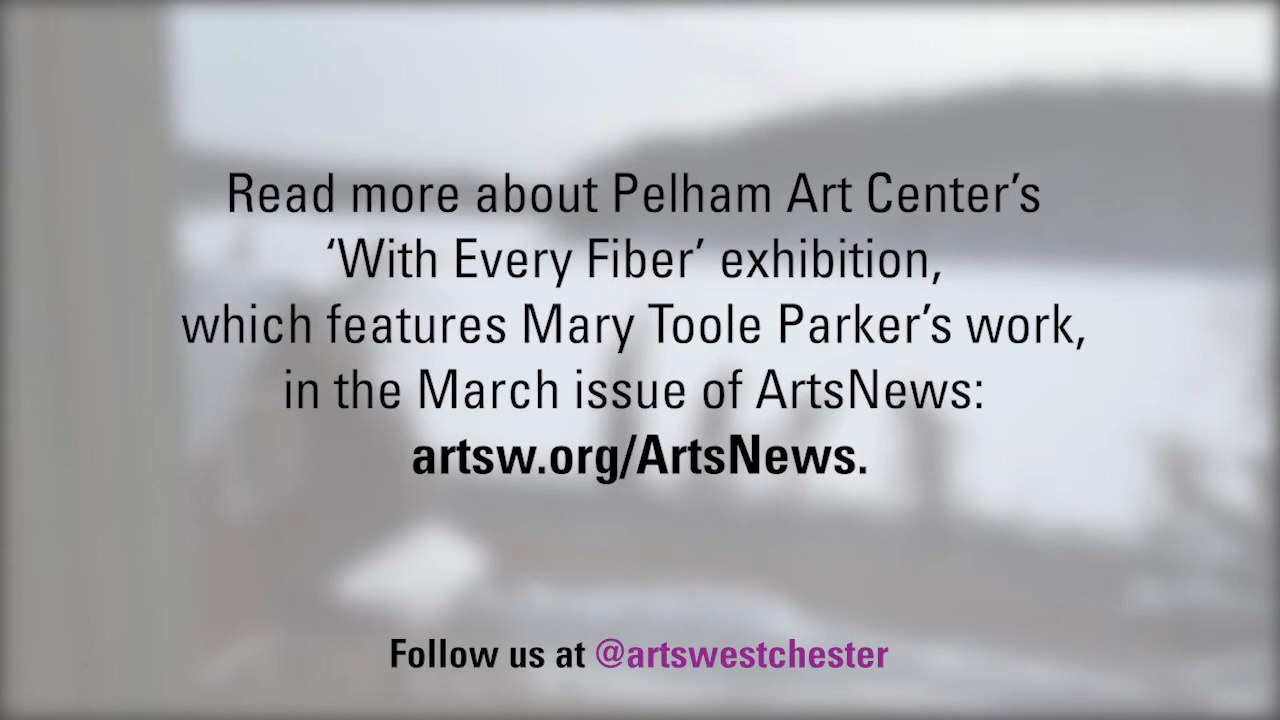 Read more about Pelham Art Center’s
‘With Every Fiber’ exhibition,
which features Mary Toole Parker’s work,
in the March issue of ArtsNews:
artsw.org/ArtsNews.
Follow us at @artswestchester